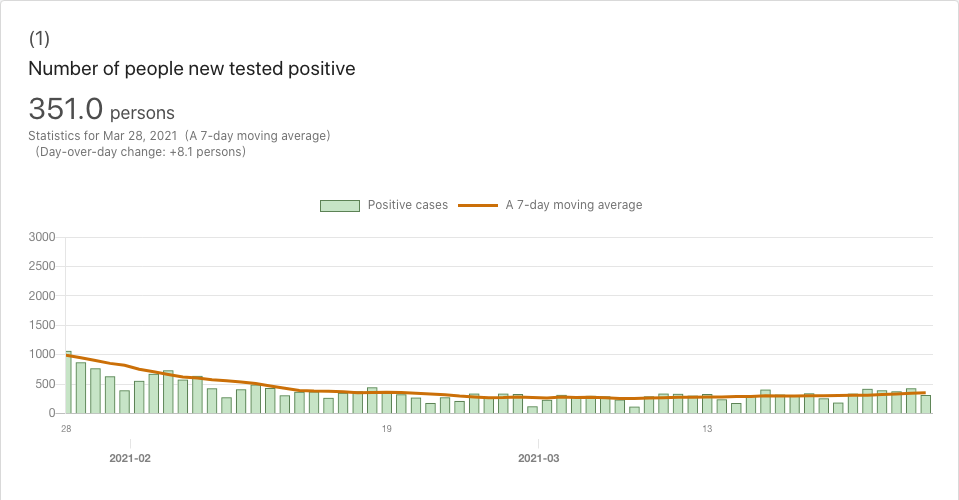 (1)
Number of people new tested positive
351.0 persons
Statistics for Mar 28, 2021 (A 7-day moving average)
(Day-over-day change: +8.1 persons)
Positive cases A 7-day moving average
3000
2500
2000
1500
1000
500
0
28 19 13
2021-02 2021-03